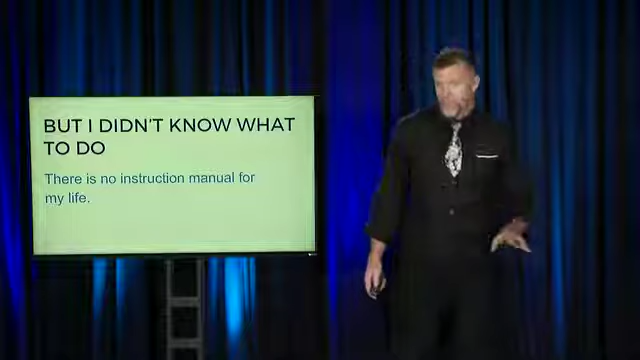 BUT I DIDN'T KNOW WHAT
TO DO
There is no instruction manual for
my life.